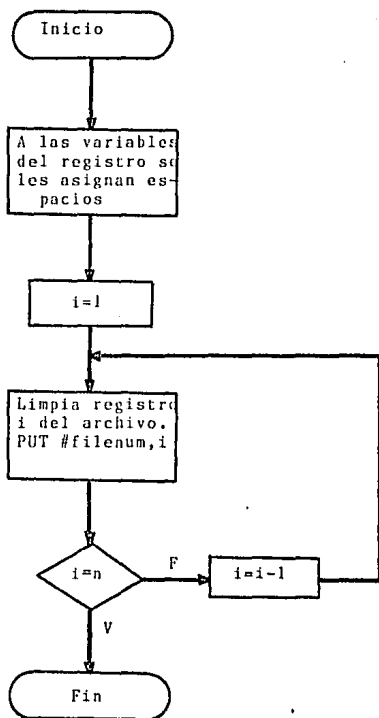 Inicio
A las variables
del registro se
les asignan es-
pacios
i=1
Limpia registro
i del archivo.
PUT #filenum,i
i=n
F
i=i-1
V
Fin